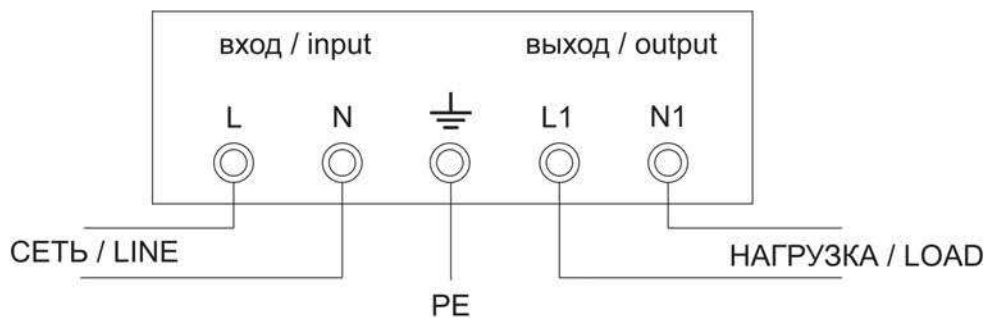 вход / input
выход / output
L
N
L1
N1
СЕТЬ / LINE
НАГРУЗКА / LOAD
PE